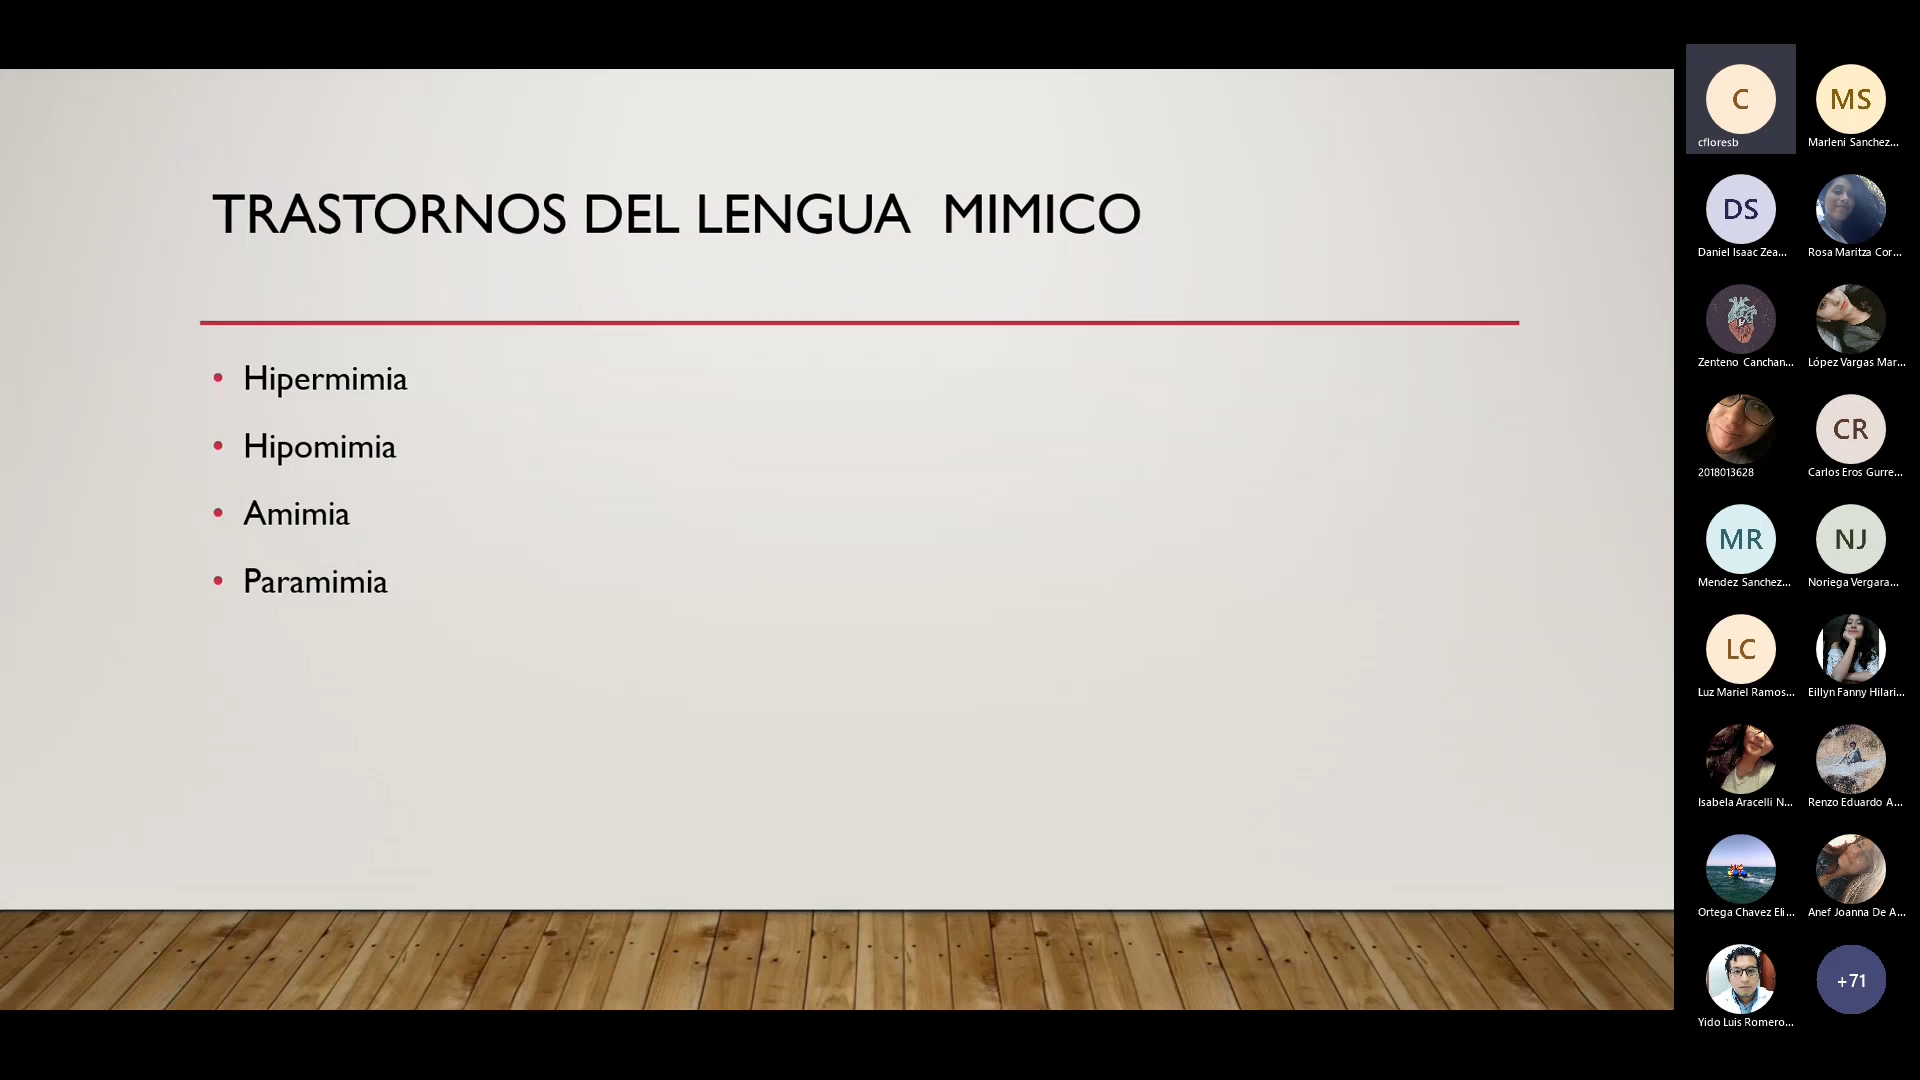 TRASTORNOS DEL LENGUA MIMICO
• Hipermimia
• Hipomimia
• Amimia
• Paramimia
C
cfloresb
MS
Marleni Sanchez...
DS
Daniel Isaac Zea...
Rosa Maritza Cor...
Zenteno Canchan...
López Vargas Mar...
2018013628
CR
Carlos Eros Gurre...
MR
Mendez Sanchez...
NJ
Noriega Vergara...
LC
Luz Mariel Ramos...
Eillyn Fanny Hilari...
Isabela Aracelli N...
Renzo Eduardo A...
Ortega Chavez Eli...
Anef Joanna De A...
Yido Luis Romero...
+71